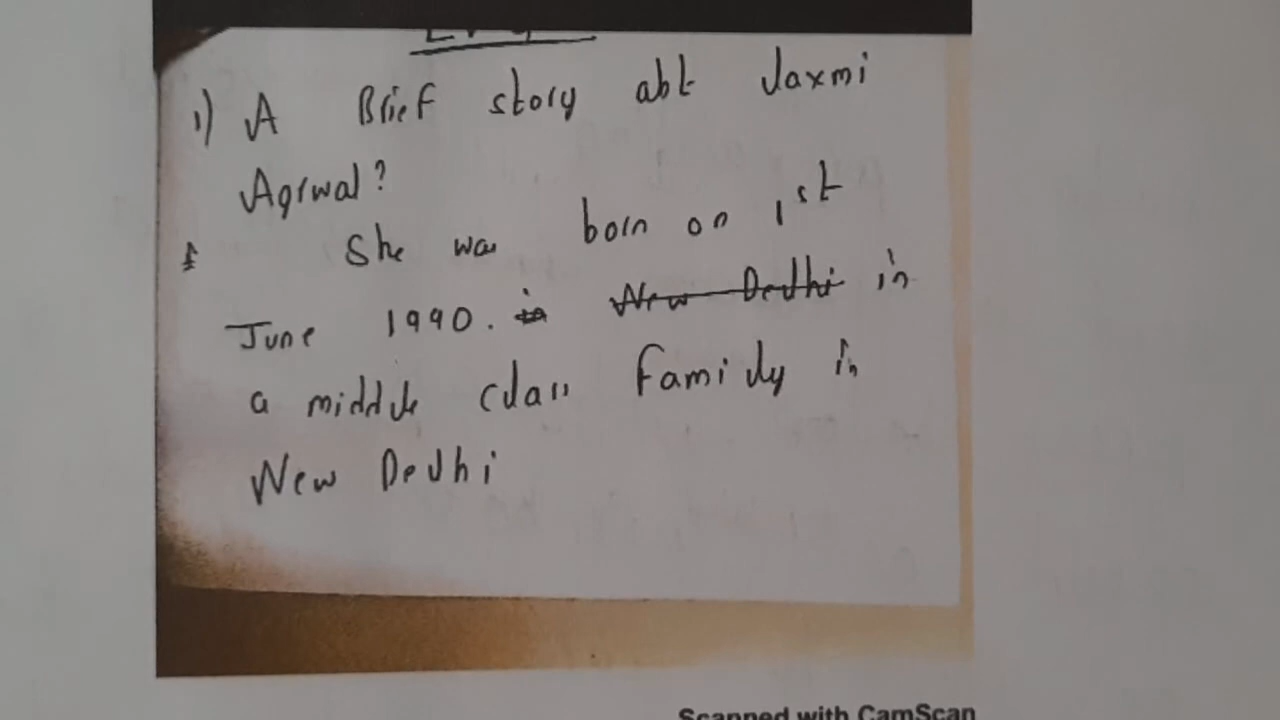 1) A Brief story abt Laxmi
Agrwal?
She was born on 1st
June 1990. in New Delhi in
a middle class Family in
New Delhi
Scanned with CamScan